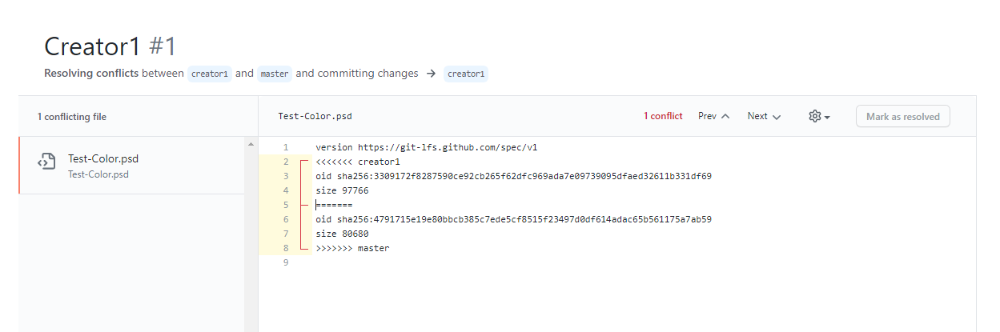 Creator1 #1
Resolving conflicts between creator1 and master and committing changes → creator1
1 conflicting file
Test-Color.psd
1 conflict Prev Next Mark as resolved
Test-Color.psd
Test-Color.psd
1 version https://git-lfs.github.com/spec/v1
2 <<<<<<< creator1
3 oid sha256:3309172f8287590ce92cb265f62dfc969ada7e09739095dfaed32611b331df69
4 size 97766
5 =======
6 oid sha256:4791715e19e80bbcb385c7ede5cf8515f23497d0df614adac65b561175a7ab59
7 size 80680
8 >>>>>>> master
9